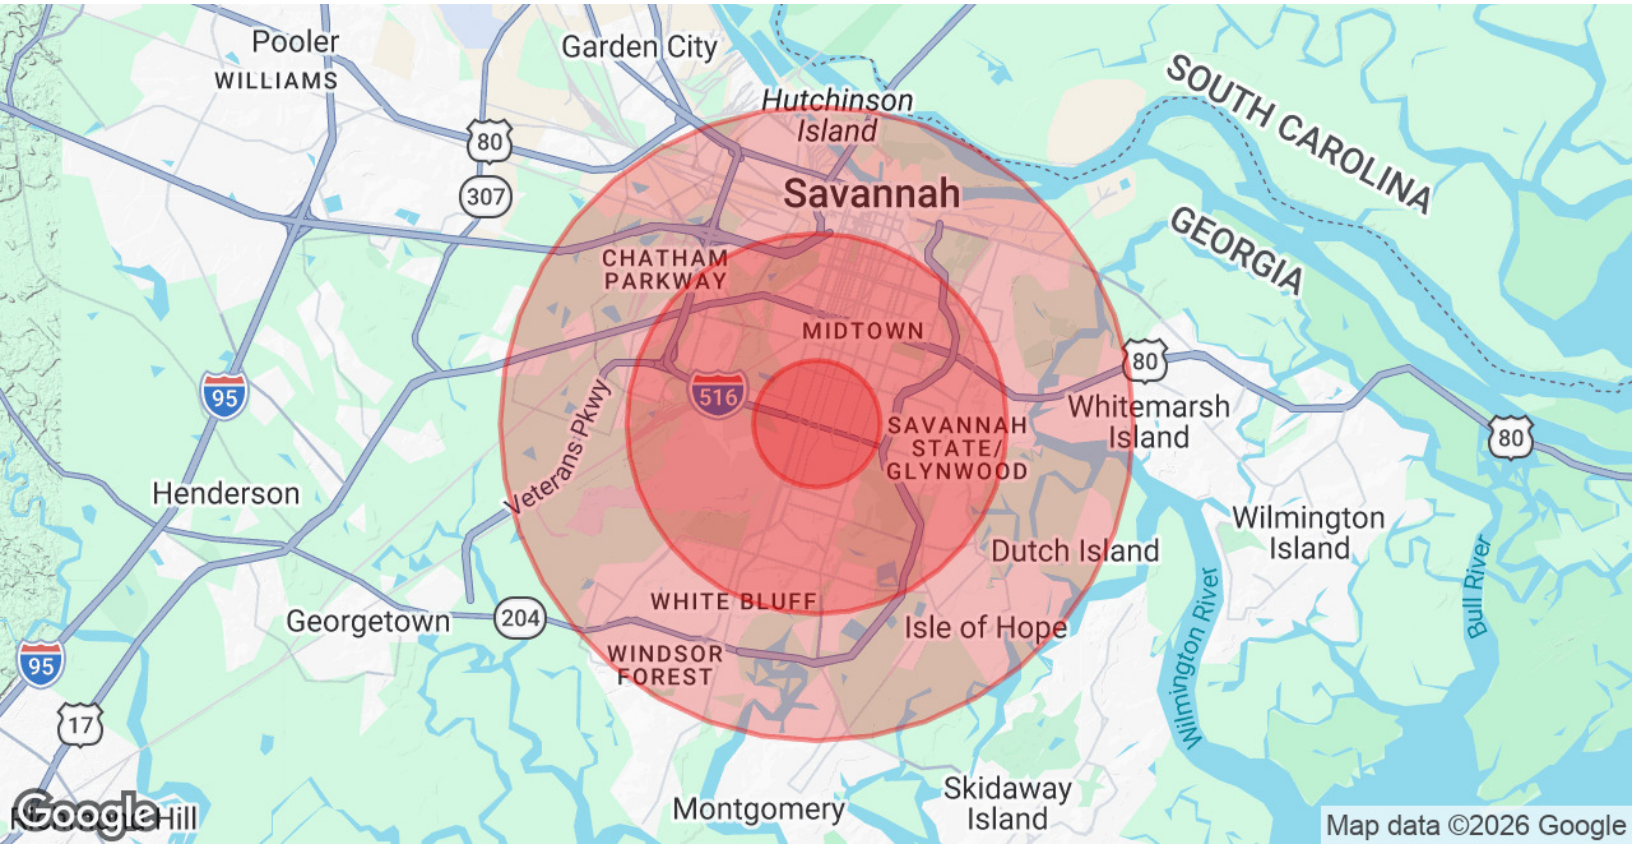 Pooler
WILLIAMS
Garden City
Hutchinson
Island
SOUTH CAROLINA
80
307
Savannah
GEORGIA
CHATHAM
PARKWAY
MIDTOWN
80
95
516
Whitemarsh
Island
Veterans Pkwy
SAVANNAH
STATE/
GLYNWOOD
80
Henderson
Wilmington
Island
Dutch Island
Bull River
WHITE BLUFF
Georgetown
204
Isle of Hope
Wilmington River
95
WINDSOR
FOREST
17
Skidaway
Island
Montgomery
Google
Hill
Map data ©2026 Google